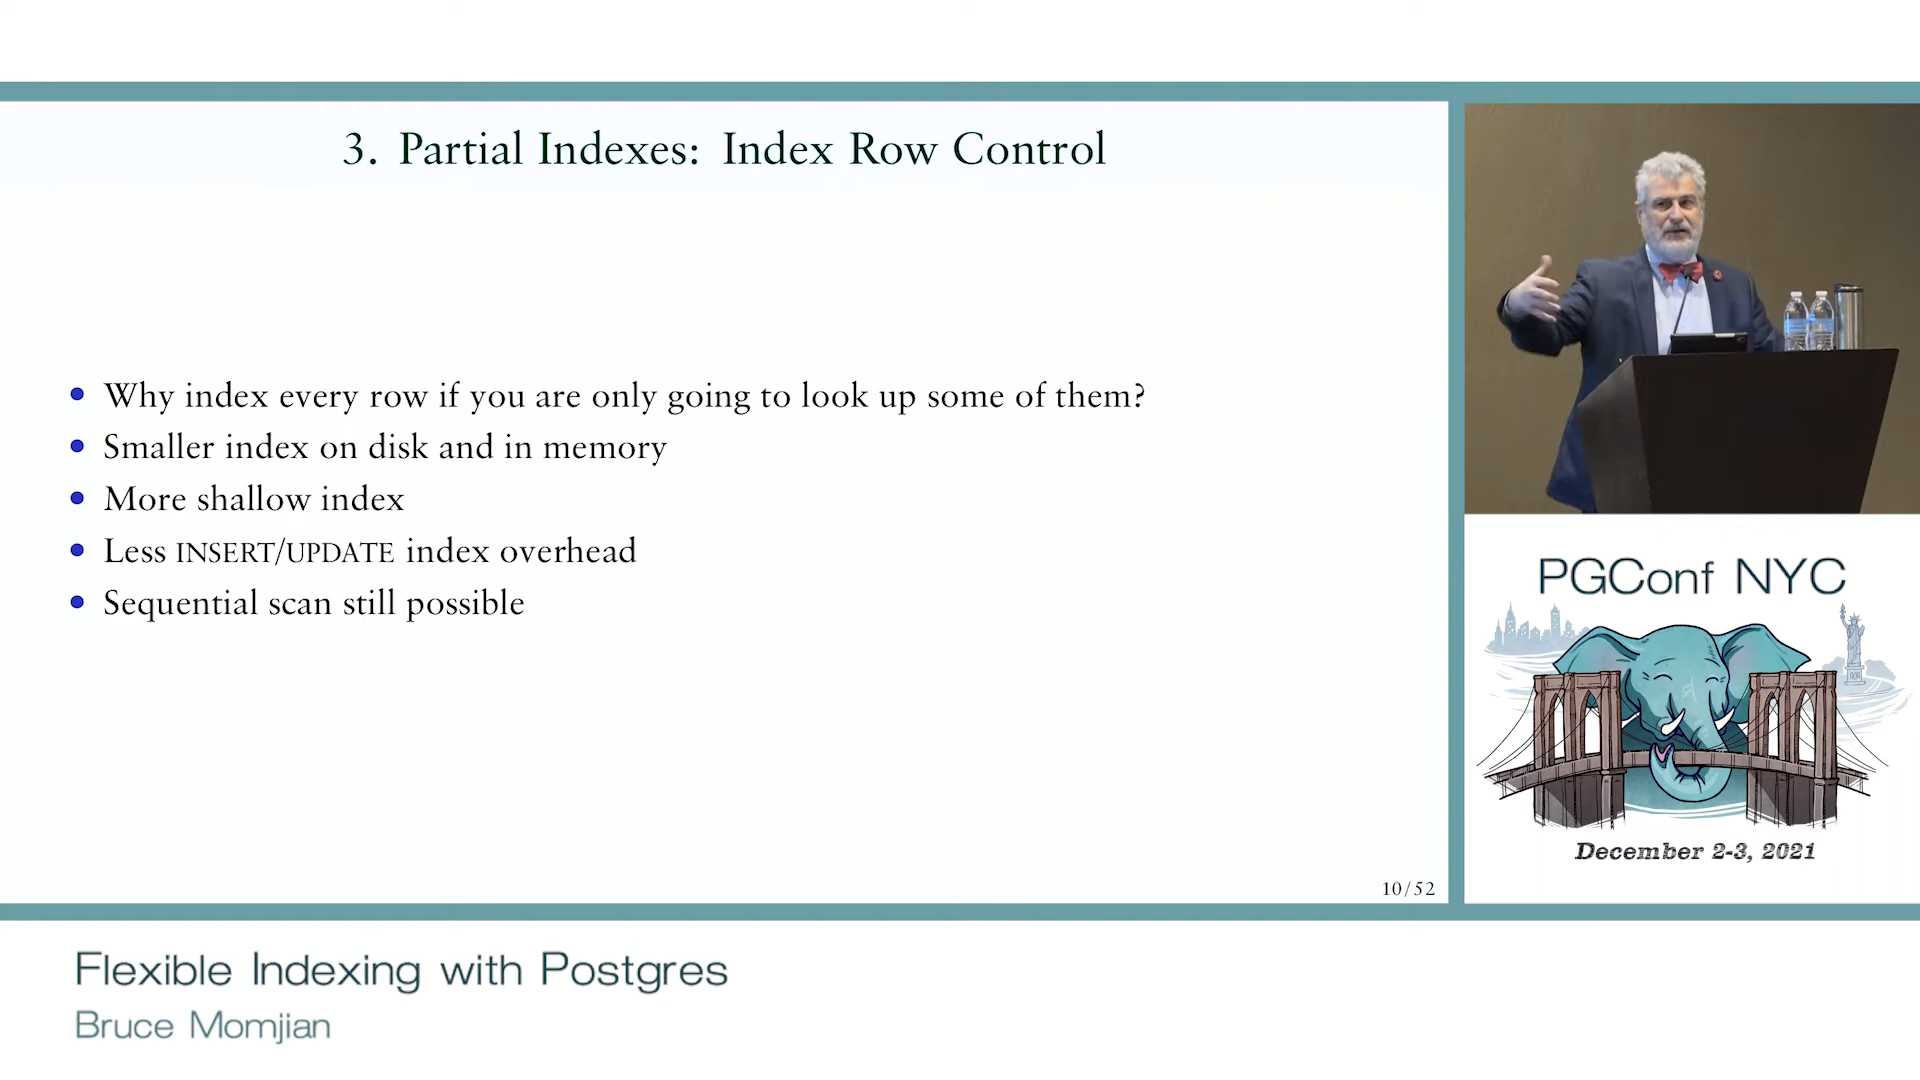 3. Partial Indexes: Index Row Control
• Why index every row if you are only going to look up some of them?
• Smaller index on disk and in memory
• More shallow index
• Less INSERT/UPDATE index overhead
• Sequential scan still possible
10/52
PGConf NYC
December 2-3, 2021
Flexible Indexing with Postgres
Bruce Momjian